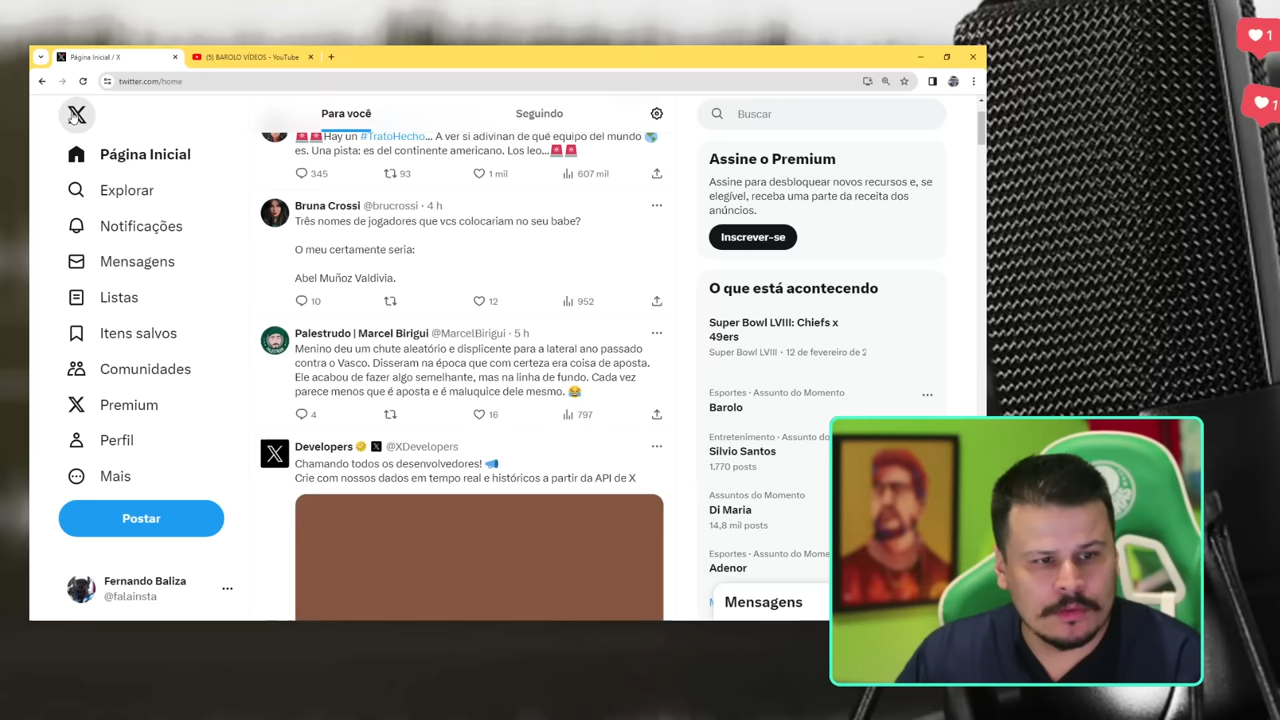 Página Inicial / X
(5) BAROLO VÍDEOS - YouTube
twitter.com/home
Página Inicial
Explorar
Notificações
Mensagens
Listas
Itens salvos
Comunidades
Premium
Perfil
Mais
Postar
Fernando Baliza
@falainsta
Para você
Seguindo
🚨🚨Hay un #TratoHecho... A ver si adivinan de qué equipo del mundo 🌎
es. Una pista: es del continente americano. Los leo...🚨🚨
345 93 1 mil 607 mil
Bruna Crossi @brucrossi · 4 h
Três nomes de jogadores que vcs colocariam no seu babe?
O meu certamente seria:
Abel Muñoz Valdivia.
10 12 952
Palestrudo | Marcel Birigui @MarcelBirigui · 5 h
Menino deu um chute aleatório e displicente para a lateral ano passado
contra o Vasco. Disseram na época que com certeza era coisa de aposta.
Ele acabou de fazer algo semelhante, mas na linha de fundo. Cada vez
parece menos que é aposta e é maluquice dele mesmo. 😂
4 16 797
Developers @XDevelopers
Chamando todos os desenvolvedores! 📣
Crie com nossos dados em tempo real e históricos a partir da API de X
Buscar
Assine o Premium
Assine para desbloquear novos recursos e, se
elegível, receba uma parte da receita dos
anúncios.
Inscrever-se
O que está acontecendo
Super Bowl LVIII: Chiefs x
49ers
Super Bowl LVIII · 12 de fevereiro de 2
Esportes · Assunto do Momento
Barolo
Entretenimento · Assunto do
Silvio Santos
1.770 posts
Assuntos do Momento
Di Maria
14,8 mil posts
Esportes · Assunto do Mome
Adenor
Mensagens
1
1